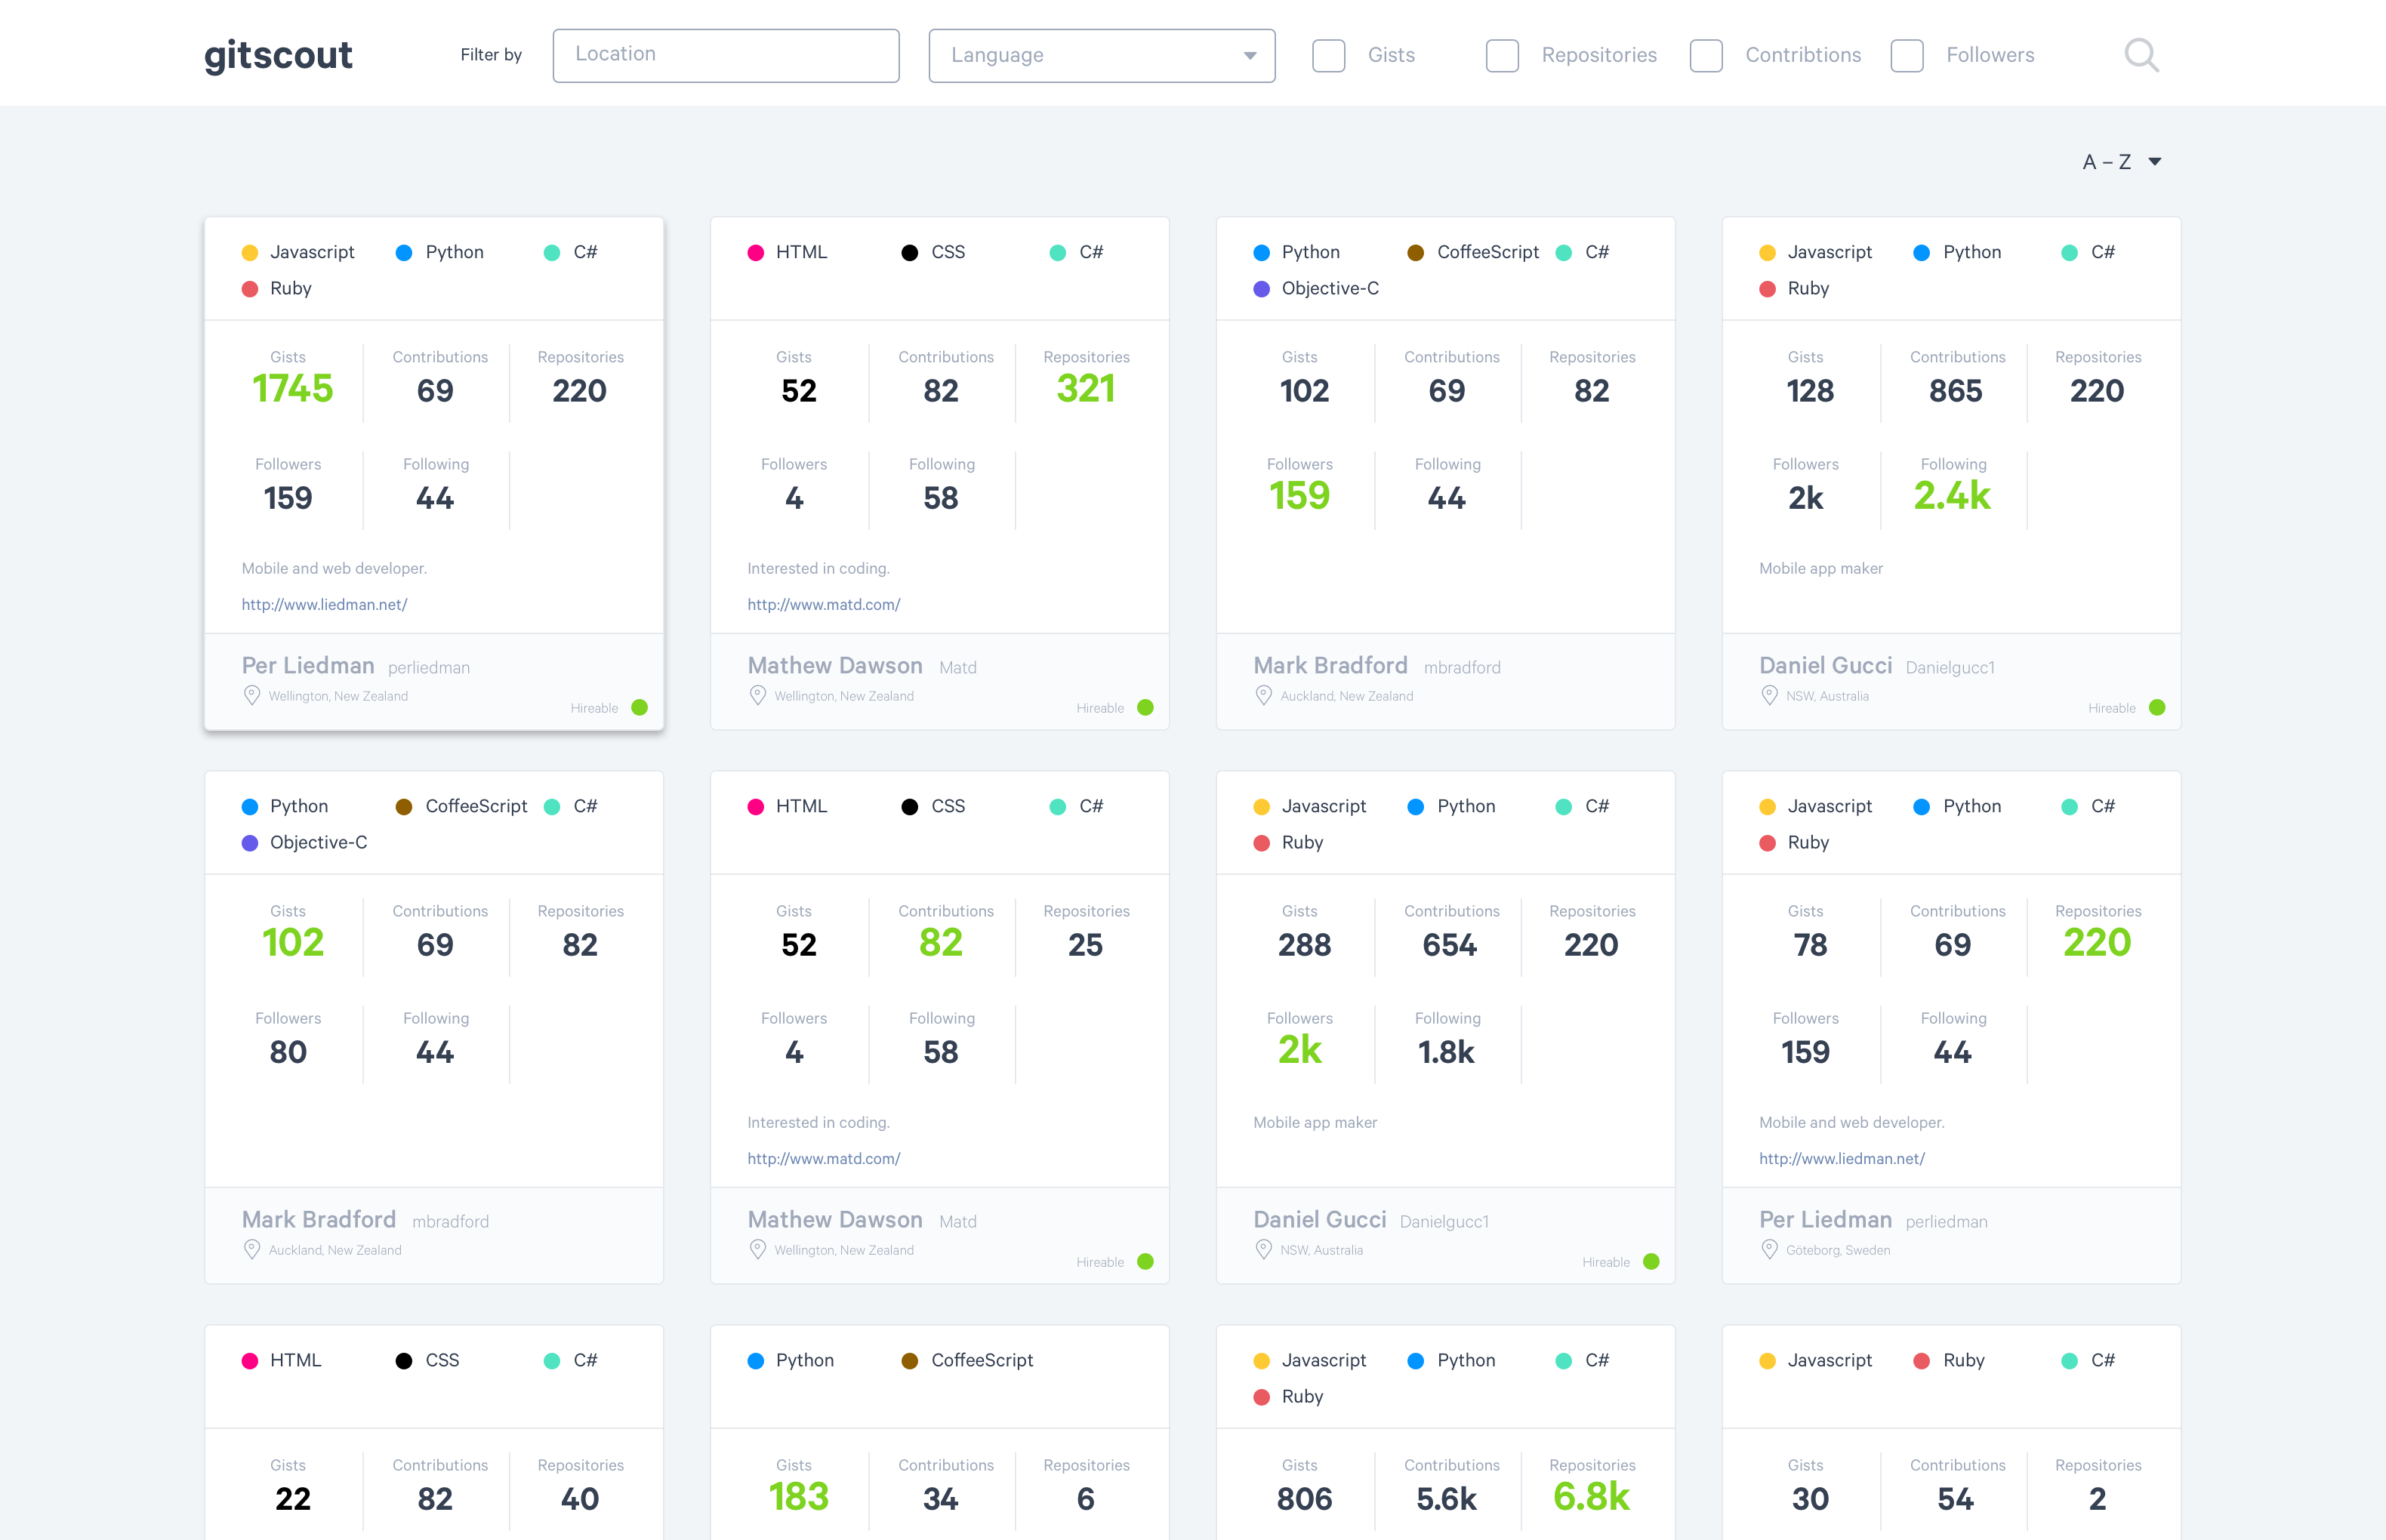 gitscout Filter by Location Language Gists Repositories Contribtions Followers
A – Z
Javascript Python C#
Ruby
Gists Contributions Repositories
1745 69 220
Followers Following
159 44
Mobile and web developer.
http://www.liedman.net/
Per Liedman perliedman
Wellington, New Zealand
Hireable
HTML CSS C#
Gists Contributions Repositories
52 82 321
Followers Following
4 58
Interested in coding.
http://www.matd.com/
Mathew Dawson Matd
Wellington, New Zealand
Hireable
Python CoffeeScript C#
Objective-C
Gists Contributions Repositories
102 69 82
Followers Following
159 44
Mark Bradford mbradford
Auckland, New Zealand
Javascript Python C#
Ruby
Gists Contributions Repositories
128 865 220
Followers Following
2k 2.4k
Mobile app maker
Daniel Gucci Danielgucc1
NSW, Australia
Hireable
Python CoffeeScript C#
Objective-C
Gists Contributions Repositories
102 69 82
Followers Following
80 44
Mark Bradford mbradford
Auckland, New Zealand
HTML CSS C#
Gists Contributions Repositories
52 82 25
Followers Following
4 58
Interested in coding.
http://www.matd.com/
Mathew Dawson Matd
Wellington, New Zealand
Hireable
Javascript Python C#
Ruby
Gists Contributions Repositories
288 654 220
Followers Following
2k 1.8k
Mobile app maker
Daniel Gucci Danielgucc1
NSW, Australia
Hireable
Javascript Python C#
Ruby
Gists Contributions Repositories
78 69 220
Followers Following
159 44
Mobile and web developer.
http://www.liedman.net/
Per Liedman perliedman
Göteborg, Sweden
HTML CSS C#
Gists Contributions Repositories
22 82 40
Python CoffeeScript
Gists Contributions Repositories
183 34 6
Javascript Python C#
Ruby
Gists Contributions Repositories
806 5.6k 6.8k
Javascript Ruby C#
Gists Contributions Repositories
30 54 2